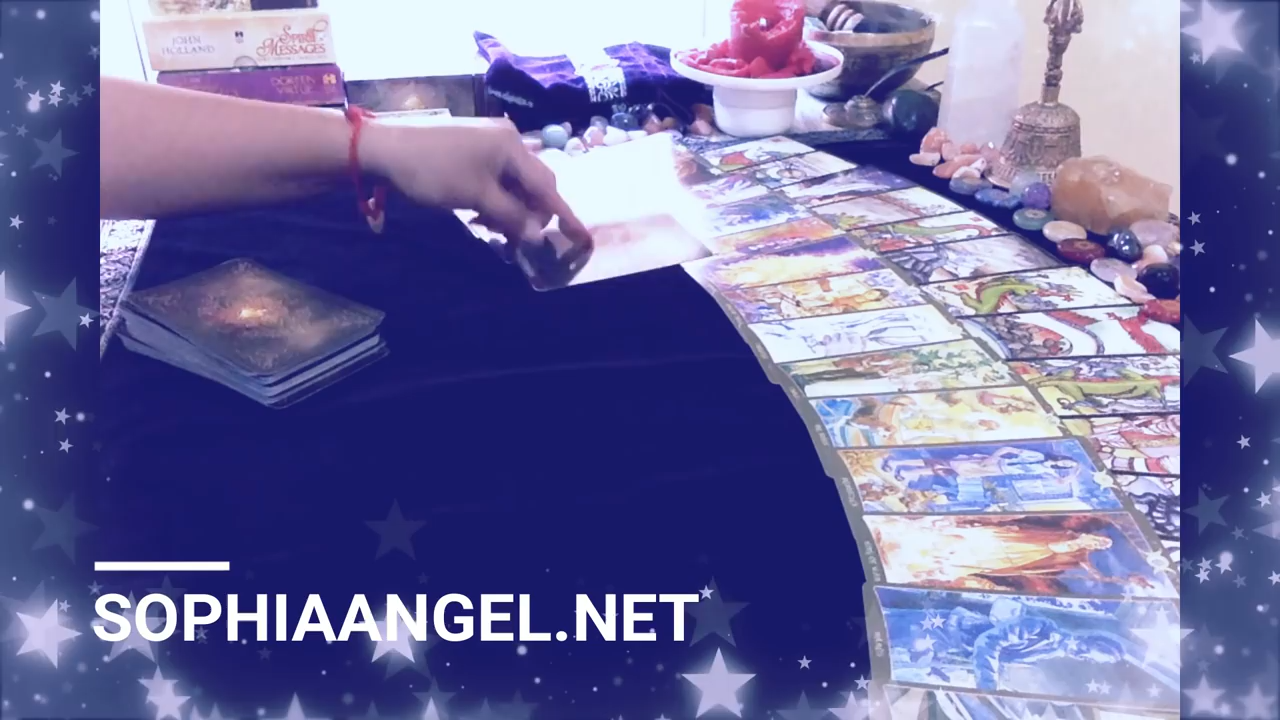 JOHN
HOLLAND
Spirit
MESSAGES
DOREEN
VIRTUE
SOPHIAANGEL.NET